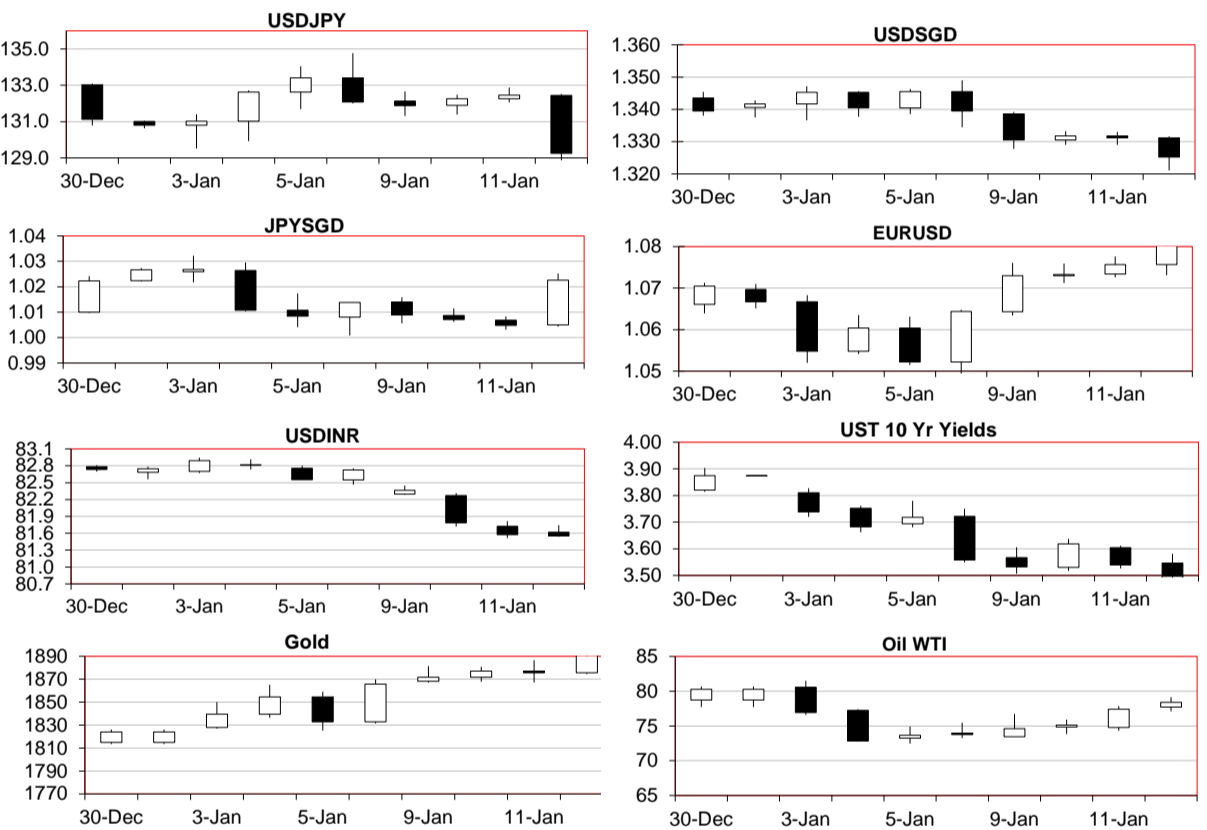 USDJPY
135.0
133.0
131.0
129.0
30-Dec 3-Jan 5-Jan 9-Jan 11-Jan
USDSGD
1.360
1.350
1.340
1.330
1.320
30-Dec 3-Jan 5-Jan 9-Jan 11-Jan
JPYSGD
1.04
1.03
1.02
1.01
1.00
0.99
30-Dec 3-Jan 5-Jan 9-Jan 11-Jan
EURUSD
1.08
1.07
1.06
1.05
30-Dec 3-Jan 5-Jan 9-Jan 11-Jan
USDINR
83.1
82.8
82.5
82.2
81.9
81.6
81.3
81.0
80.7
30-Dec 3-Jan 5-Jan 9-Jan 11-Jan
UST 10 Yr Yields
4.00
3.90
3.80
3.70
3.60
3.50
30-Dec 3-Jan 5-Jan 9-Jan 11-Jan
Gold
1890
1870
1850
1830
1810
1790
1770
30-Dec 3-Jan 5-Jan 9-Jan 11-Jan
Oil WTI
85
80
75
70
65
30-Dec 3-Jan 5-Jan 9-Jan 11-Jan